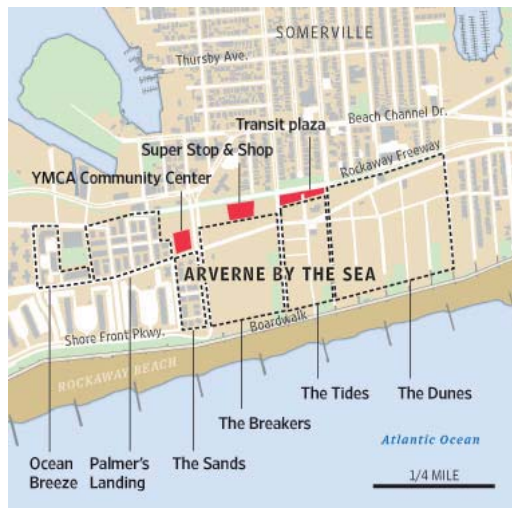 SOMERVILLE
Thursby Ave.
Beach Channel Dr.
Transit plaza
Super Stop & Shop
Rockaway Freeway
YMCA Community Center
ARVERNE BY THE SEA
Shore Front Pkwy.
Boardwalk
ROCKAWAY BEACH
The Tides
The Dunes
The Breakers
Atlantic Ocean
Ocean
Breeze
Palmer's
Landing
The Sands
1/4 MILE